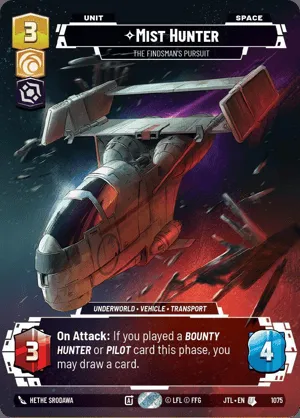 3
UNIT
SPACE
MIST HUNTER
THE FINDSMAN'S PURSUIT
UNDERWORLD • VEHICLE • TRANSPORT
3
On Attack: If you played a BOUNTY
HUNTER or PILOT card this phase, you
may draw a card.
4
HETHE SRODAWA
© LFL © FFG
JTL • EN
1075